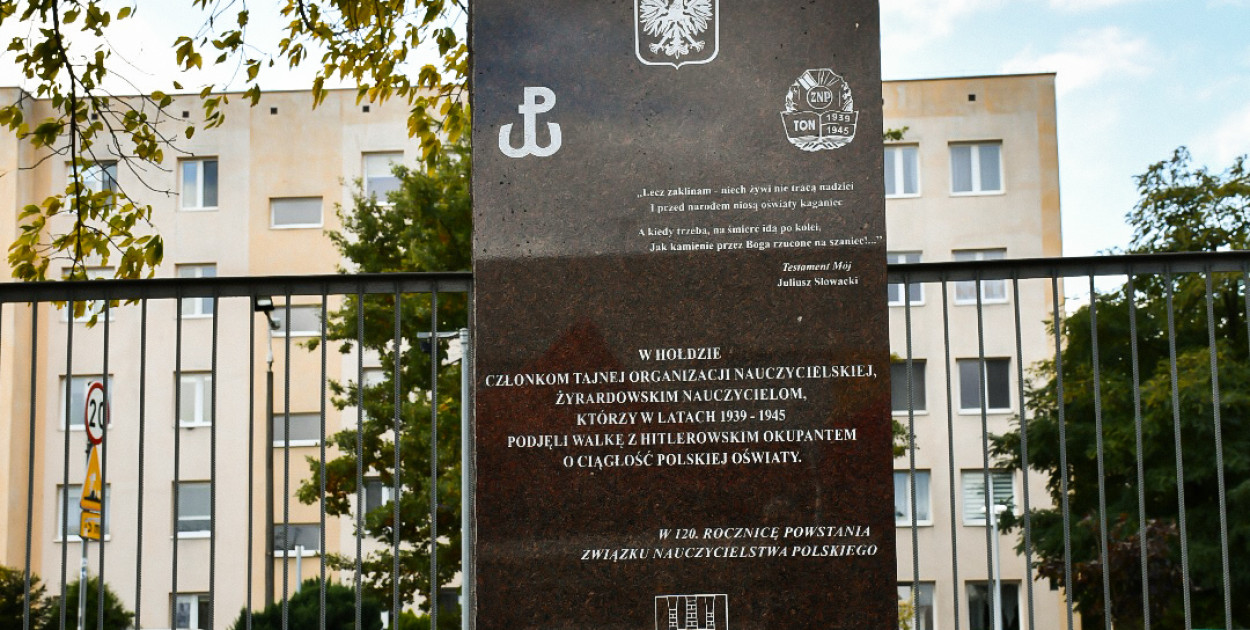 ZNP
TON 1939
1945
„Lecz zaklinam - niech żywi nie tracą nadziei
I przed narodem niosą oświaty kaganiec
A kiedy trzeba, na śmierć idą po kolei,
Jak kamienie przez Boga rzucone na szaniec!..."
Testament Mój
Juliusz Słowacki
W HOŁDZIE
CZŁONKOM TAJNEJ ORGANIZACJI NAUCZYCIELSKIEJ,
ŻYRARDOWSKIM NAUCZYCIELOM,
KTÓRZY W LATACH 1939 - 1945
PODJĘLI WALKĘ Z HITLEROWSKIM OKUPANTEM
O CIĄGŁOŚĆ POLSKIEJ OŚWIATY.
W 120. ROCZNICĘ POWSTANIA
ZWIĄZKU NAUCZYCIELSTWA POLSKIEGO
20